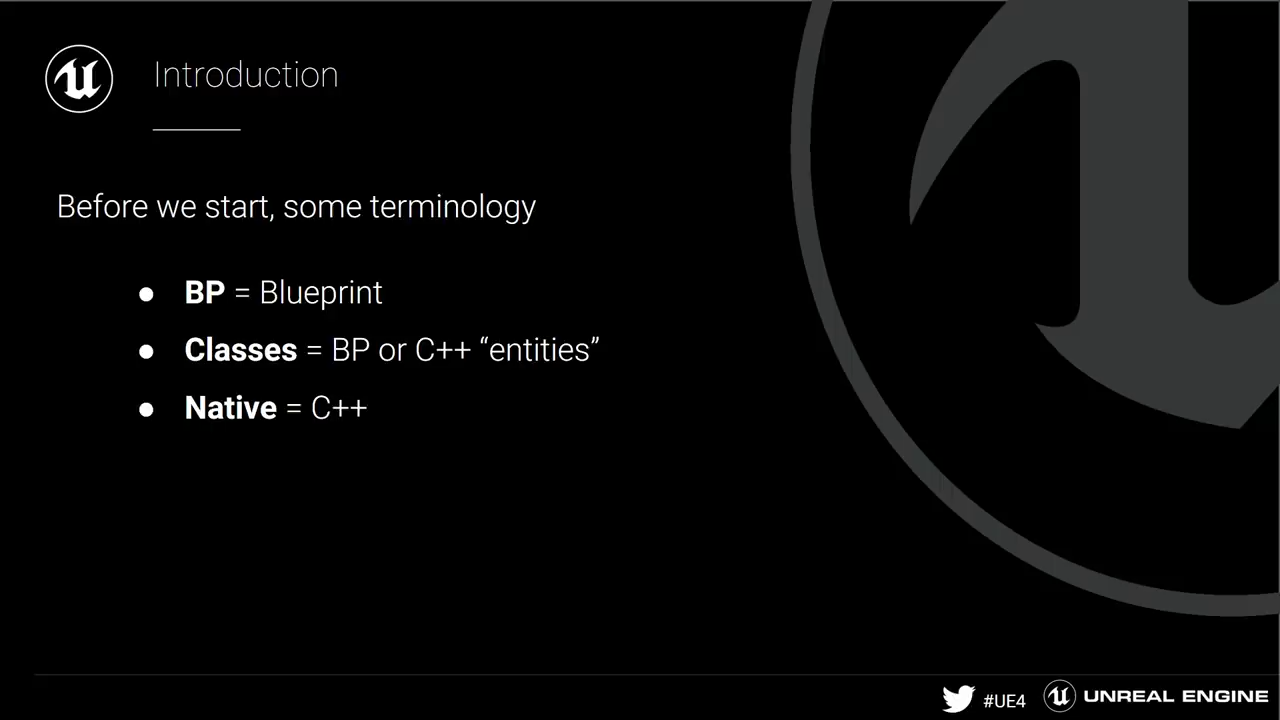 Introduction
Before we start, some terminology
● BP = Blueprint
● Classes = BP or C++ “entities”
● Native = C++
#UE4 UNREAL ENGINE